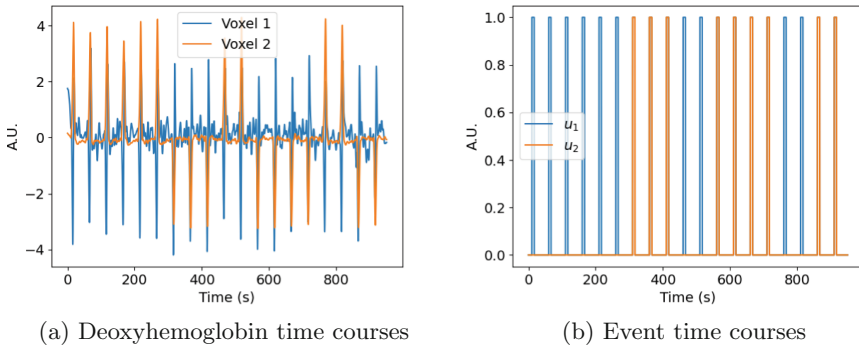 Voxel 1
Voxel 2
4
2
0
−2
−4
A.U.
0
200
400
600
800
Time (s)
(a) Deoxyhemoglobin time courses
1.0
0.8
0.6
0.4
0.2
0.0
A.U.
u₁
u₂
0
200
400
600
800
Time (s)
(b) Event time courses